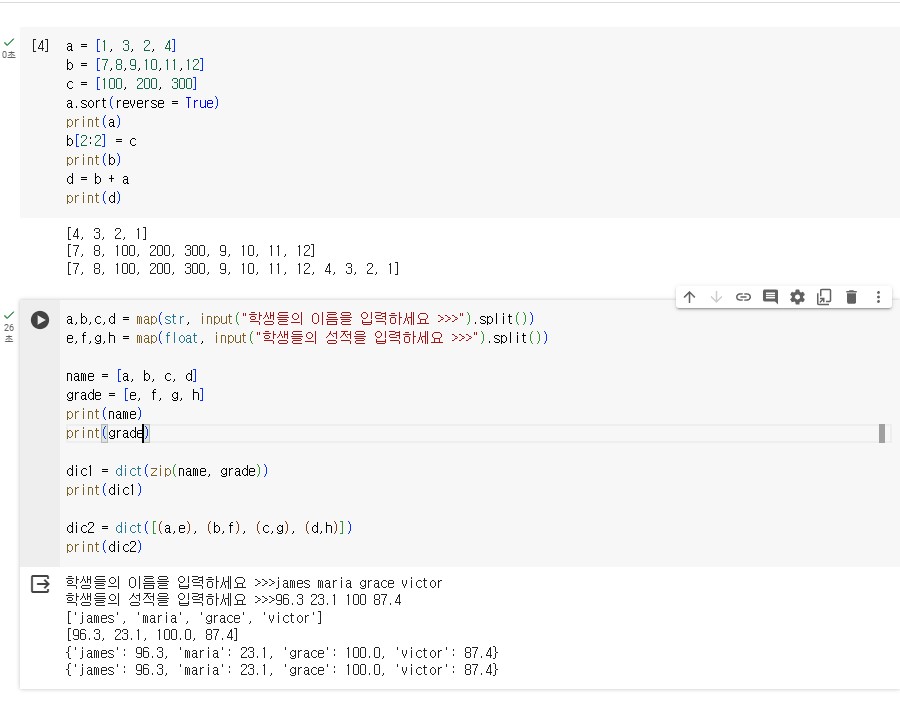 [4] a = [1, 3, 2, 4]
0초
b = [7,8,9,10,11,12]
c = [100, 200, 300]
a.sort(reverse = True)
print(a)
b[2:2] = c
print(b)
d = b + a
print(d)
[4, 3, 2, 1]
[7, 8, 100, 200, 300, 9, 10, 11, 12]
[7, 8, 100, 200, 300, 9, 10, 11, 12, 4, 3, 2, 1]
26초
a,b,c,d = map(str, input("학생들의 이름을 입력하세요 >>>").split())
e,f,g,h = map(float, input("학생들의 성적을 입력하세요 >>>").split())
name = [a, b, c, d]
grade = [e, f, g, h]
print(name)
print(grade)
dic1 = dict(zip(name, grade))
print(dic1)
dic2 = dict([(a,e), (b,f), (c,g), (d,h)])
print(dic2)
학생들의 이름을 입력하세요 >>>james maria grace victor
학생들의 성적을 입력하세요 >>>96.3 23.1 100 87.4
['james', 'maria', 'grace', 'victor']
[96.3, 23.1, 100.0, 87.4]
{'james': 96.3, 'maria': 23.1, 'grace': 100.0, 'victor': 87.4}
{'james': 96.3, 'maria': 23.1, 'grace': 100.0, 'victor': 87.4}